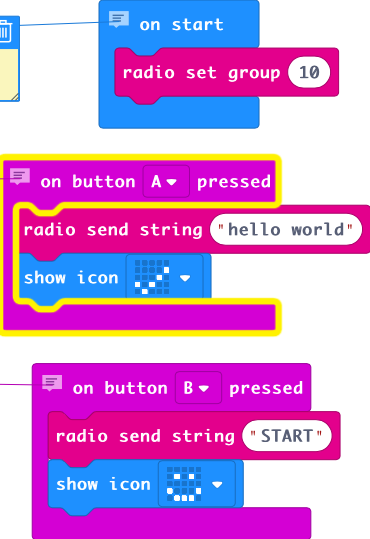 on start
radio set group 10
on button A pressed
radio send string "hello world"
show icon
on button B pressed
radio send string "START"
show icon